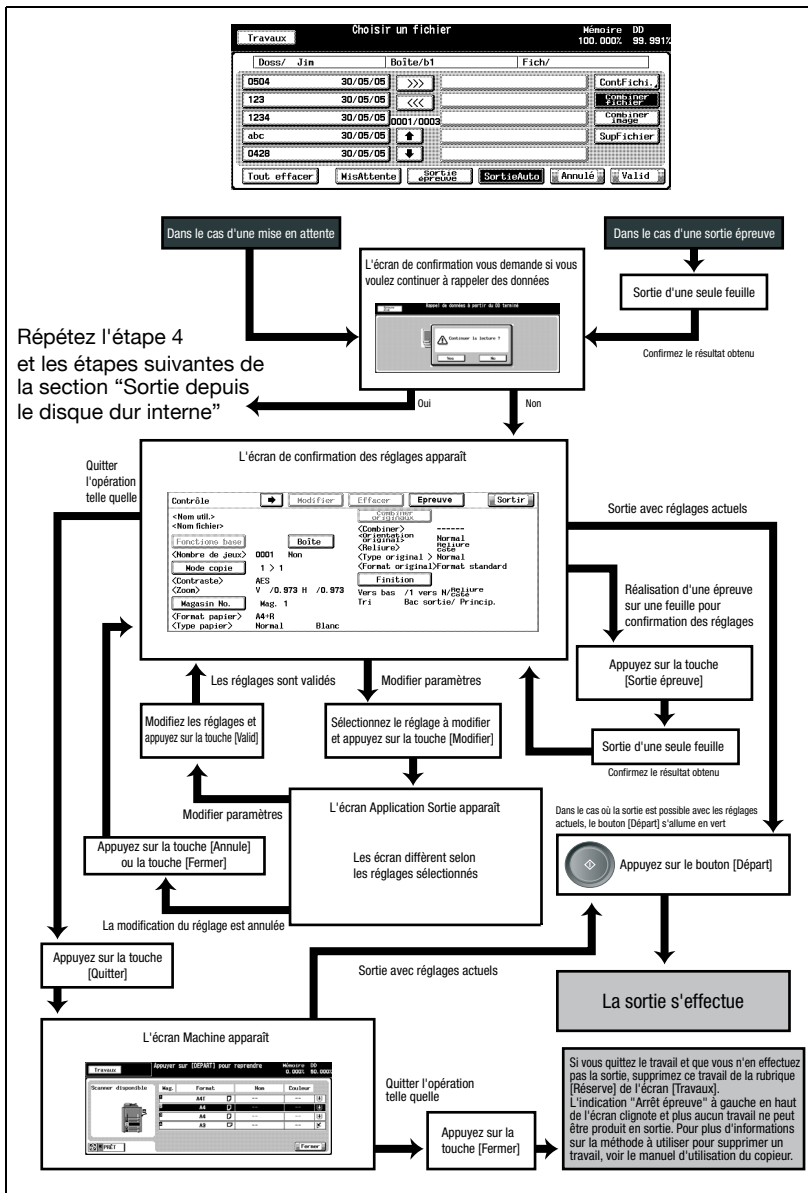 Travaux
Choisir un fichier
Mémoire DD
100.000% 99.991%
Doss/ Jim
Boîte/b1
Fich/
0504 30/05/05
>>>
ContFichi.
123 30/05/05
<<<
Combiner
fichier
1234 30/05/05
0001/0003
Combiner
image
abc 30/05/05
SupFichier
0428 30/05/05
Tout effacer
MisAttente
Sortie
épreuve
SortieAuto
Annulé
Valid
Dans le cas d'une mise en attente
Dans le cas d'une sortie épreuve
L'écran de confirmation vous demande si vous
voulez continuer à rappeler des données
Rappel de données à partir du DD terminé
Continuer la lecture ?
Yes
No
Sortie d'une seule feuille
Confirmez le résultat obtenu
Répétez l'étape 4
et les étapes suivantes de
la section “Sortie depuis
le disque dur interne”
Oui
Non
Quitter
l'opération
telle quelle
L'écran de confirmation des réglages apparaît
Contrôle
Modifier
Effacer
Epreuve
Sortir
<Nom util.>
<Nom fichier>
Combiner
originaux
Fonctions base
Boîte
<Combiner> ------
<Orientation
original> Normal
<Nombre de jeux> 0001 Non
<Reliure> Reliure
coté
Mode copie 1 > 1
<Type original > Normal
<Format original>Format standard
<Contraste> AES
Finition
<Zoom> V /0.973 H /0.973
Vers bas /1 vers N/Reliure
coté
Magasin No. Mag. 1
Tri Bac sortie/ Princip.
<Format papier> A4+R
<Type papier> Normal Blanc
Sortie avec réglages actuels
Réalisation d'une épreuve
sur une feuille pour
confirmation des réglages
Appuyez sur la touche
[Sortie épreuve]
Sortie d'une seule feuille
Confirmez le résultat obtenu
Les réglages sont validés
Modifier paramètres
Modifiez les réglages et
appuyez sur la touche [Valid]
Sélectionnez le réglage à modifier
et appuyez sur la touche [Modifier]
Modifier paramètres
L'écran Application Sortie apparaît
Les écran diffèrent selon
les réglages sélectionnés
Appuyez sur la touche [Annule]
ou la touche [Fermer]
La modification du réglage est annulée
Dans le cas où la sortie est possible avec les réglages
actuels, le bouton [Départ] s'allume en vert
Appuyez sur le bouton [Départ]
Appuyez sur la touche
[Quitter]
Sortie avec réglages actuels
La sortie s'effectue
L'écran Machine apparaît
Travaux
Appuyer sur [DEPART] pour reprendre
Mémoire DD
Scanner disponible
Mag. Format Nom Couleur
A4
A4
A3
PRÊT
Fermer
Quitter l'opération
telle quelle
Appuyez sur la
touche [Fermer]
Si vous quittez le travail et que vous n'en effectuez
pas la sortie, supprimez ce travail de la rubrique
[Réserve] de l'écran [Travaux].
L'indication "Arrêt épreuve" à gauche en haut
de l'écran clignote et plus aucun travail ne peut
être produit en sortie. Pour plus d'informations
sur la méthode à utiliser pour supprimer un
travail, voir le manuel d'utilisation du copieur.